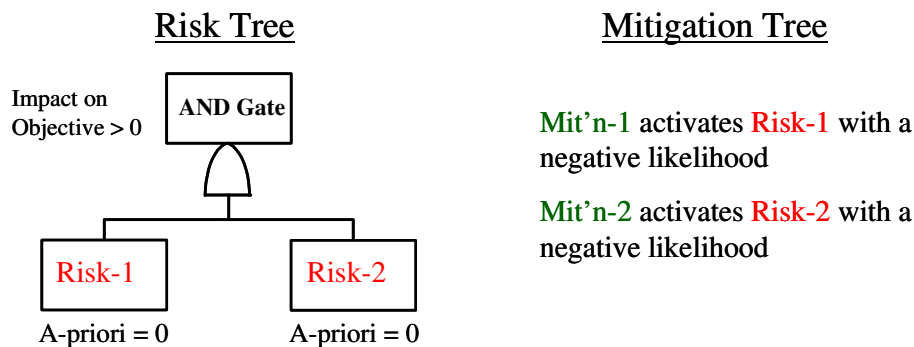 Risk Tree
Impact on
Objective > 0
AND Gate
Risk-1
Risk-2
A-priori = 0
A-priori = 0
Mitigation Tree
Mit’n-1 activates Risk-1 with a
negative likelihood
Mit’n-2 activates Risk-2 with a
negative likelihood